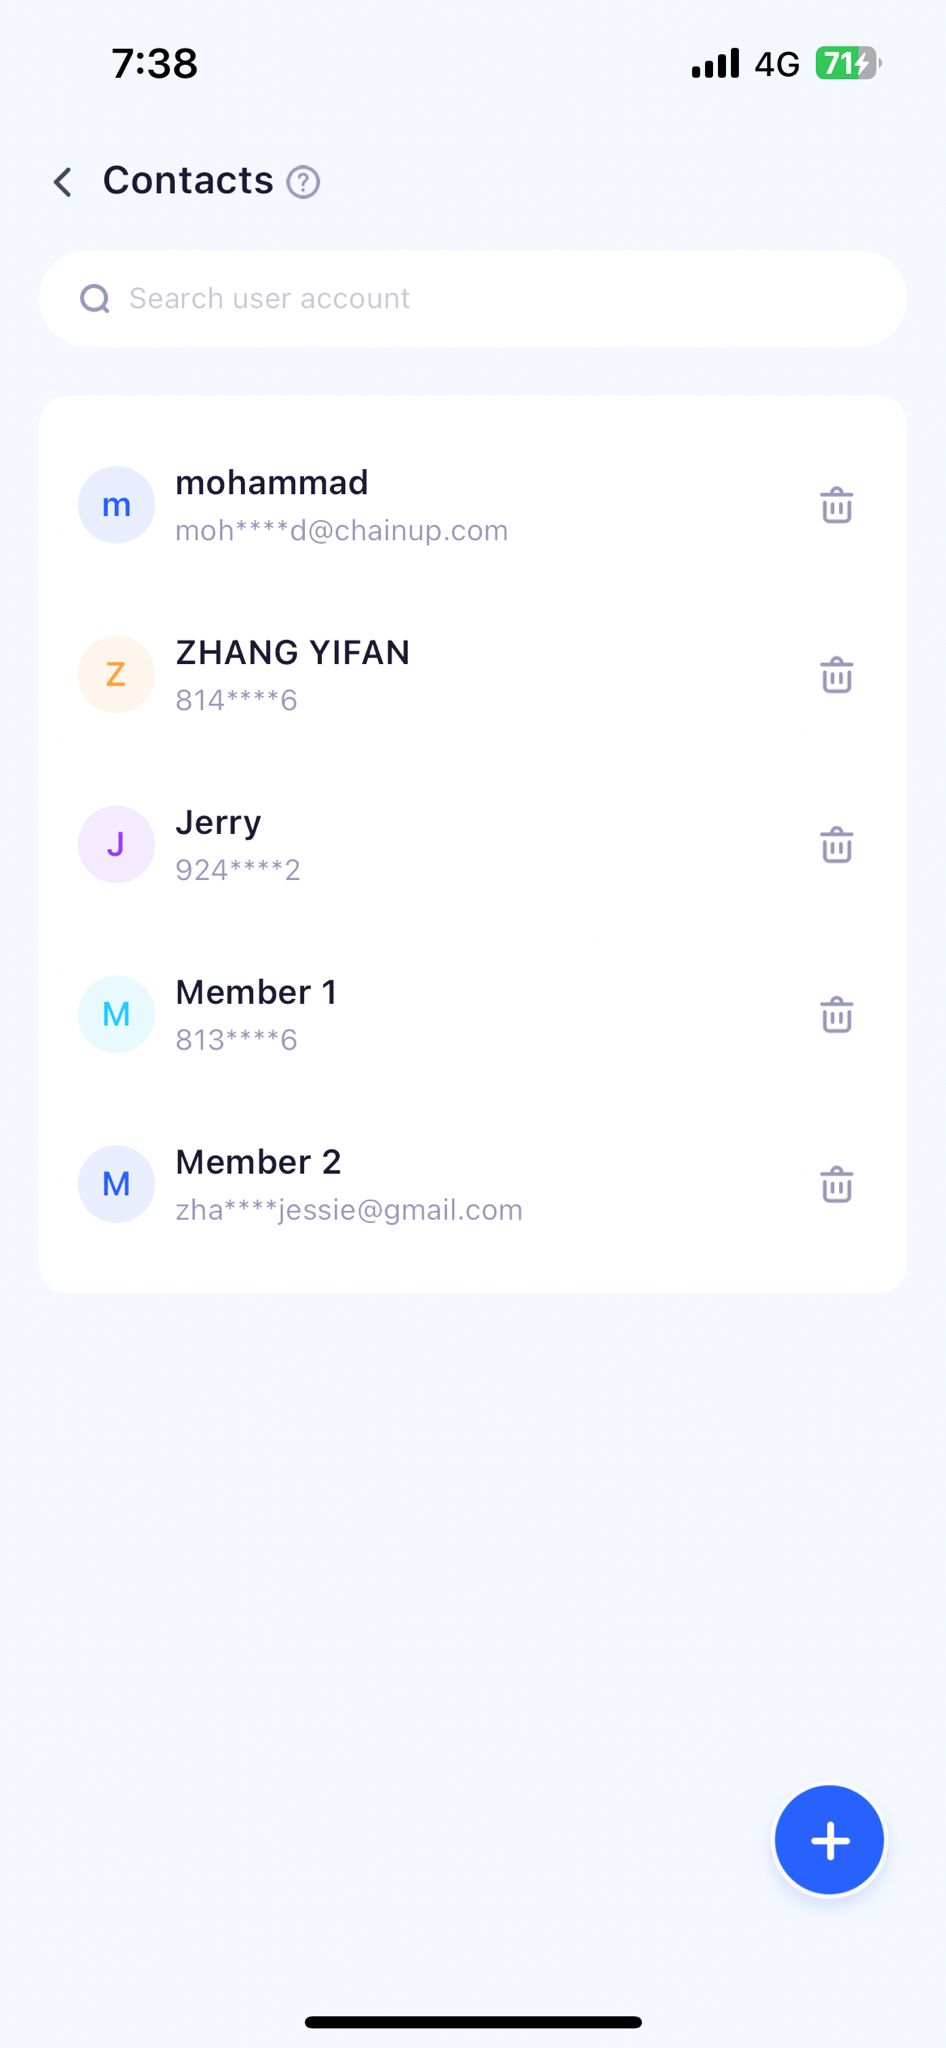 7:38
4G
71
Contacts
?
Search user account
m
mohammad
moh****d@chainup.com
Z
ZHANG YIFAN
814****6
J
Jerry
924****2
M
Member 1
813****6
M
Member 2
zha****jessie@gmail.com